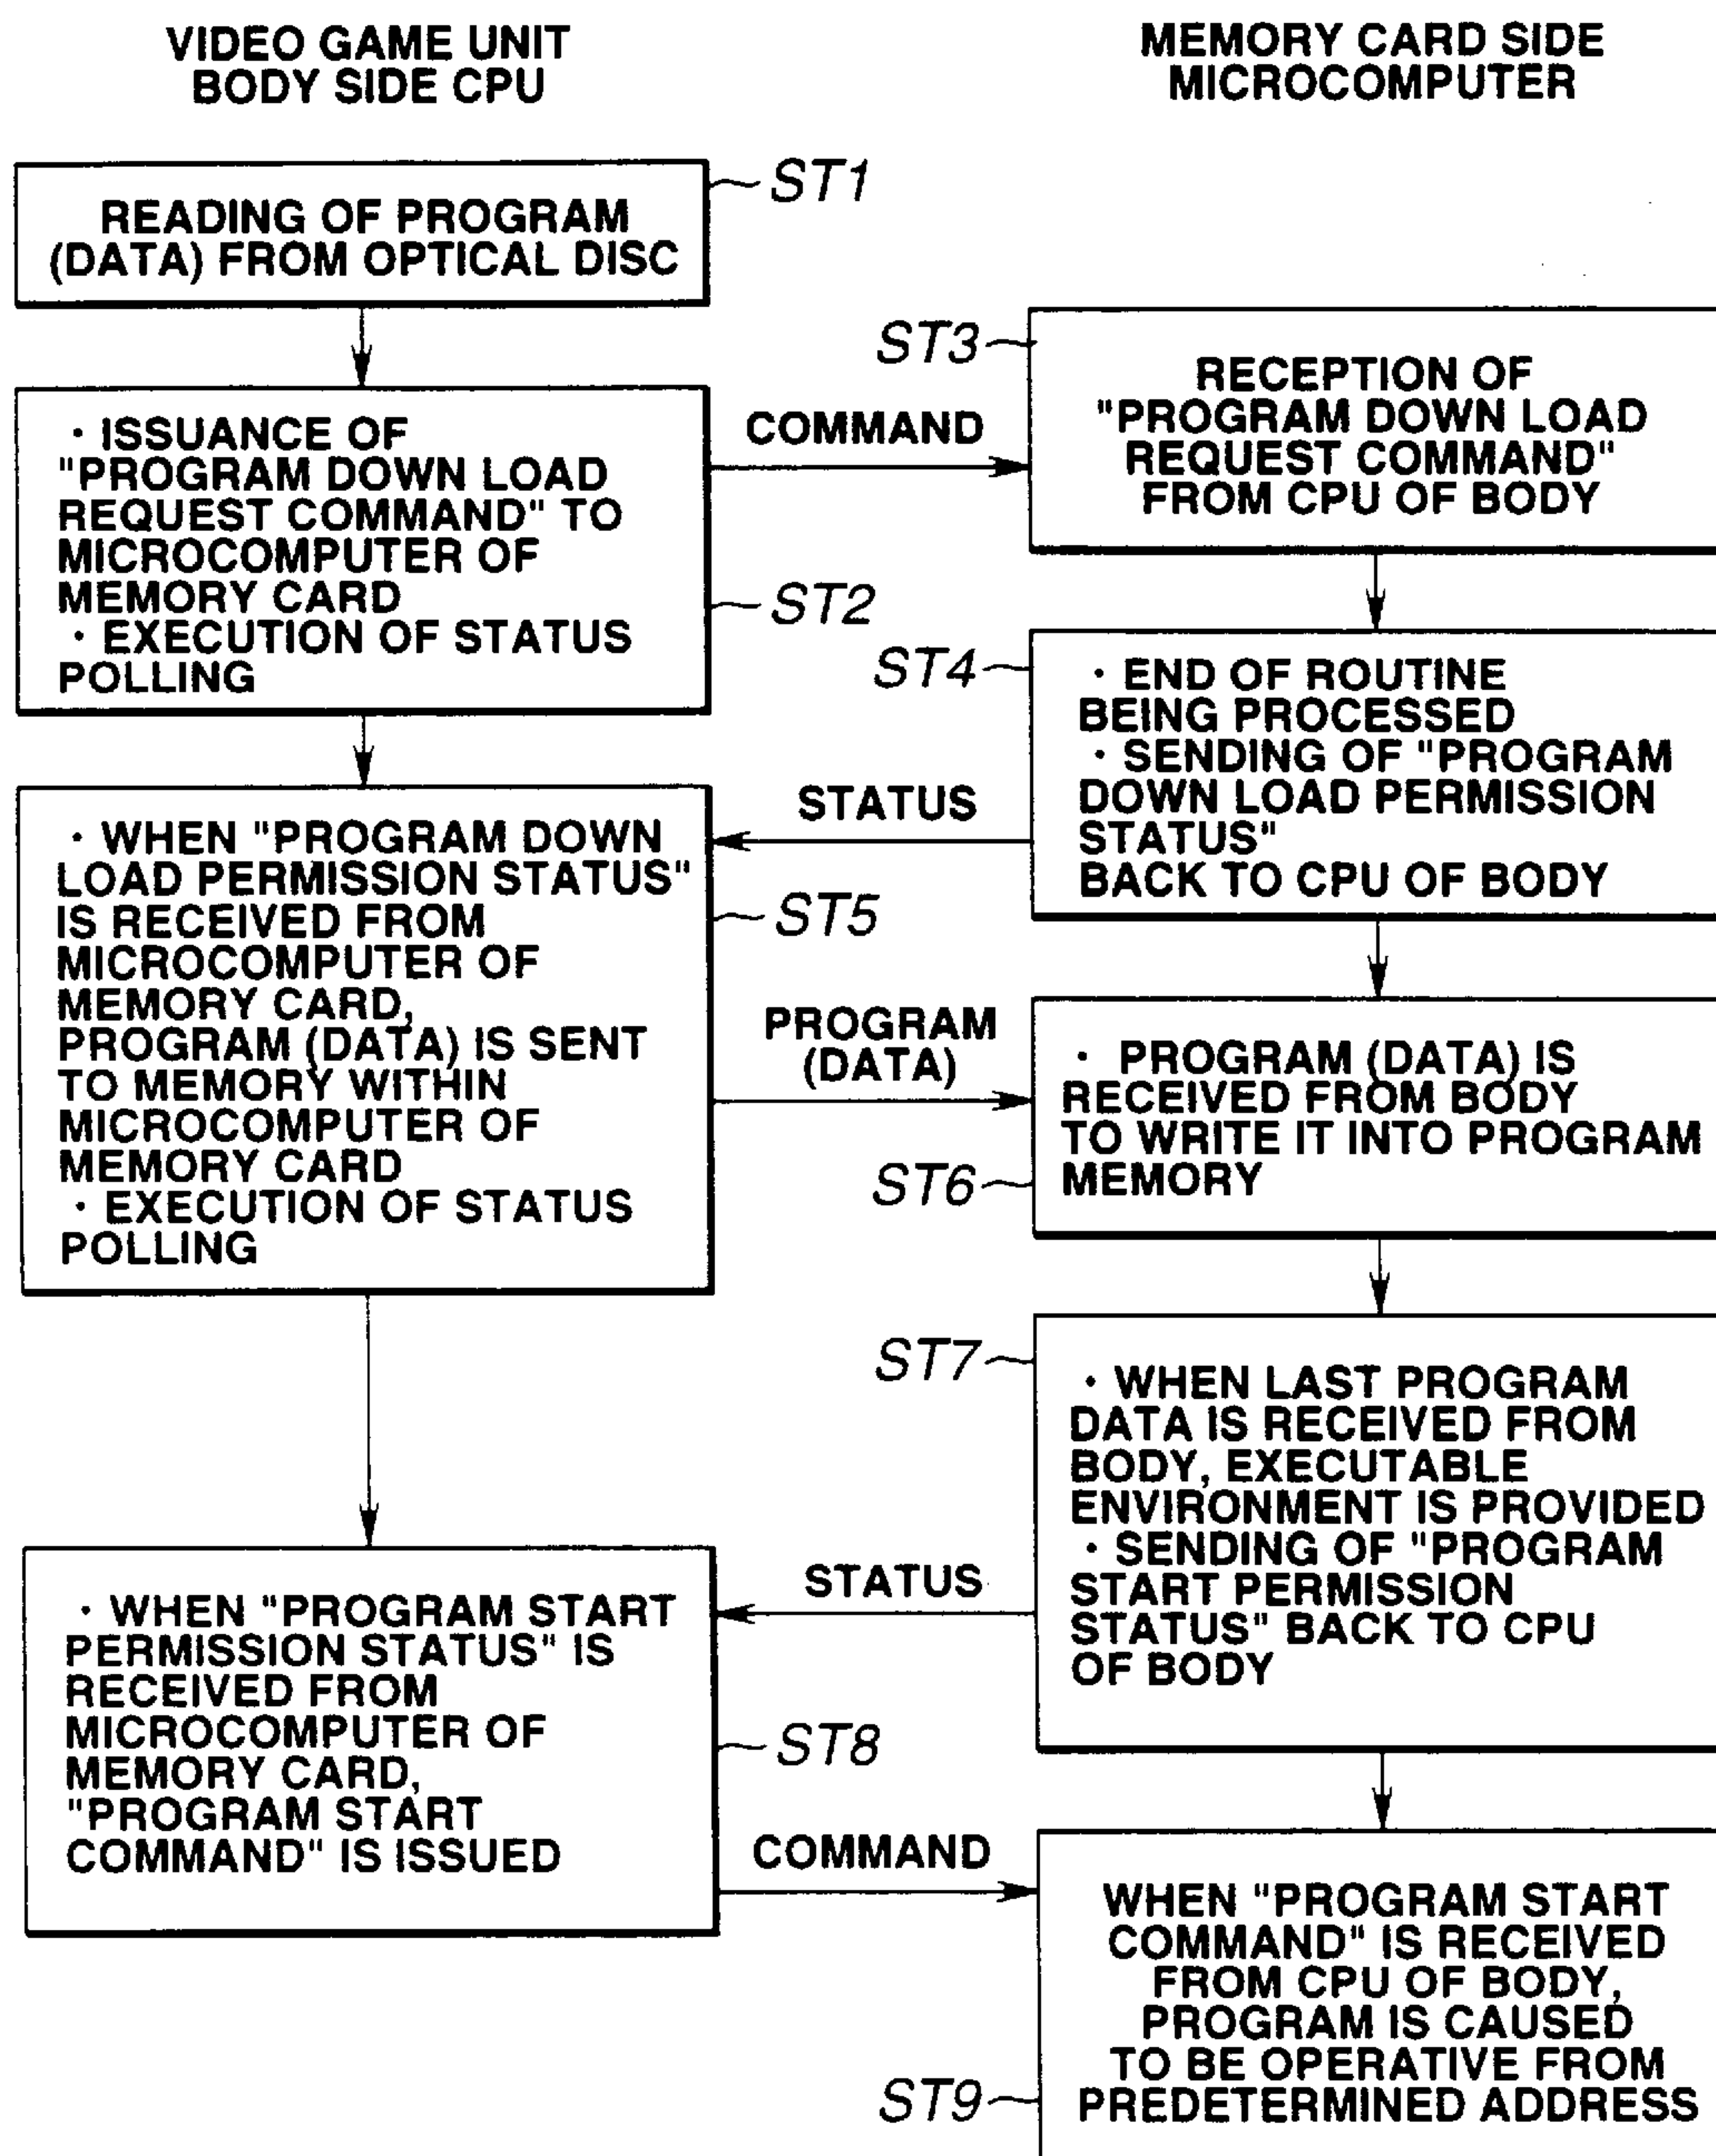 VIDEO GAME UNIT
BODY SIDE CPU
MEMORY CARD SIDE
MICROCOMPUTER
ST1
READING OF PROGRAM
(DATA) FROM OPTICAL DISC
ST3
RECEPTION OF
"PROGRAM DOWN LOAD
REQUEST COMMAND"
FROM CPU OF BODY
COMMAND
· ISSUANCE OF
"PROGRAM DOWN LOAD
REQUEST COMMAND" TO
MICROCOMPUTER OF
MEMORY CARD
· EXECUTION OF STATUS
POLLING
ST2
ST4
· END OF ROUTINE
BEING PROCESSED
· SENDING OF "PROGRAM
DOWN LOAD PERMISSION
STATUS"
BACK TO CPU OF BODY
STATUS
· WHEN "PROGRAM DOWN
LOAD PERMISSION STATUS"
IS RECEIVED FROM
MICROCOMPUTER OF
MEMORY CARD,
PROGRAM (DATA) IS SENT
TO MEMORY WITHIN
MICROCOMPUTER OF
MEMORY CARD
· EXECUTION OF STATUS
POLLING
ST5
PROGRAM
(DATA)
· PROGRAM (DATA) IS
RECEIVED FROM BODY
TO WRITE IT INTO PROGRAM
MEMORY
ST6
ST7
· WHEN LAST PROGRAM
DATA IS RECEIVED FROM
BODY, EXECUTABLE
ENVIRONMENT IS PROVIDED
· SENDING OF "PROGRAM
START PERMISSION
STATUS" BACK TO CPU
OF BODY
STATUS
· WHEN "PROGRAM START
PERMISSION STATUS" IS
RECEIVED FROM
MICROCOMPUTER OF
MEMORY CARD,
"PROGRAM START
COMMAND" IS ISSUED
ST8
COMMAND
WHEN "PROGRAM START
COMMAND" IS RECEIVED
FROM CPU OF BODY,
PROGRAM IS CAUSED
TO BE OPERATIVE FROM
PREDETERMINED ADDRESS
ST9